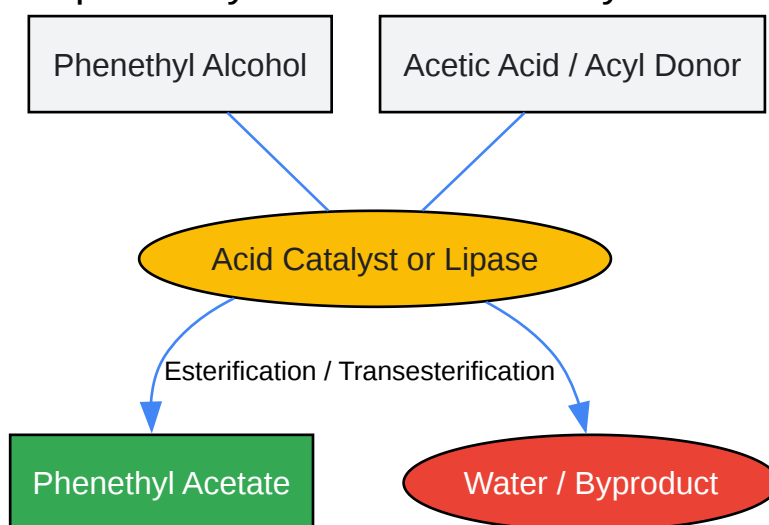 Phenethyl Alcohol
Acetic Acid / Acyl Donor
Acid Catalyst or Lipase
Esterification / Transesterification
Phenethyl Acetate
Water / Byproduct